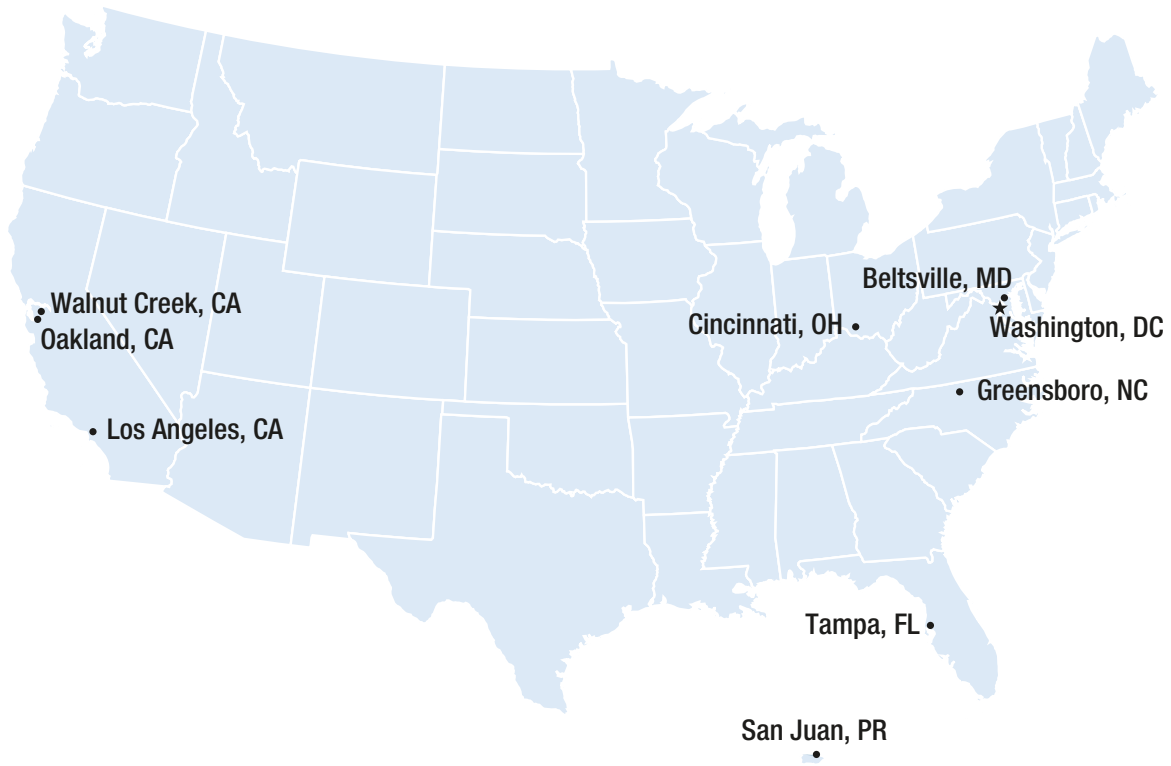 Beltsville, MD
Walnut Creek, CA
Cincinnati, OH
Washington, DC
Oakland, CA
Greensboro, NC
Los Angeles, CA
Tampa, FL
San Juan, PR